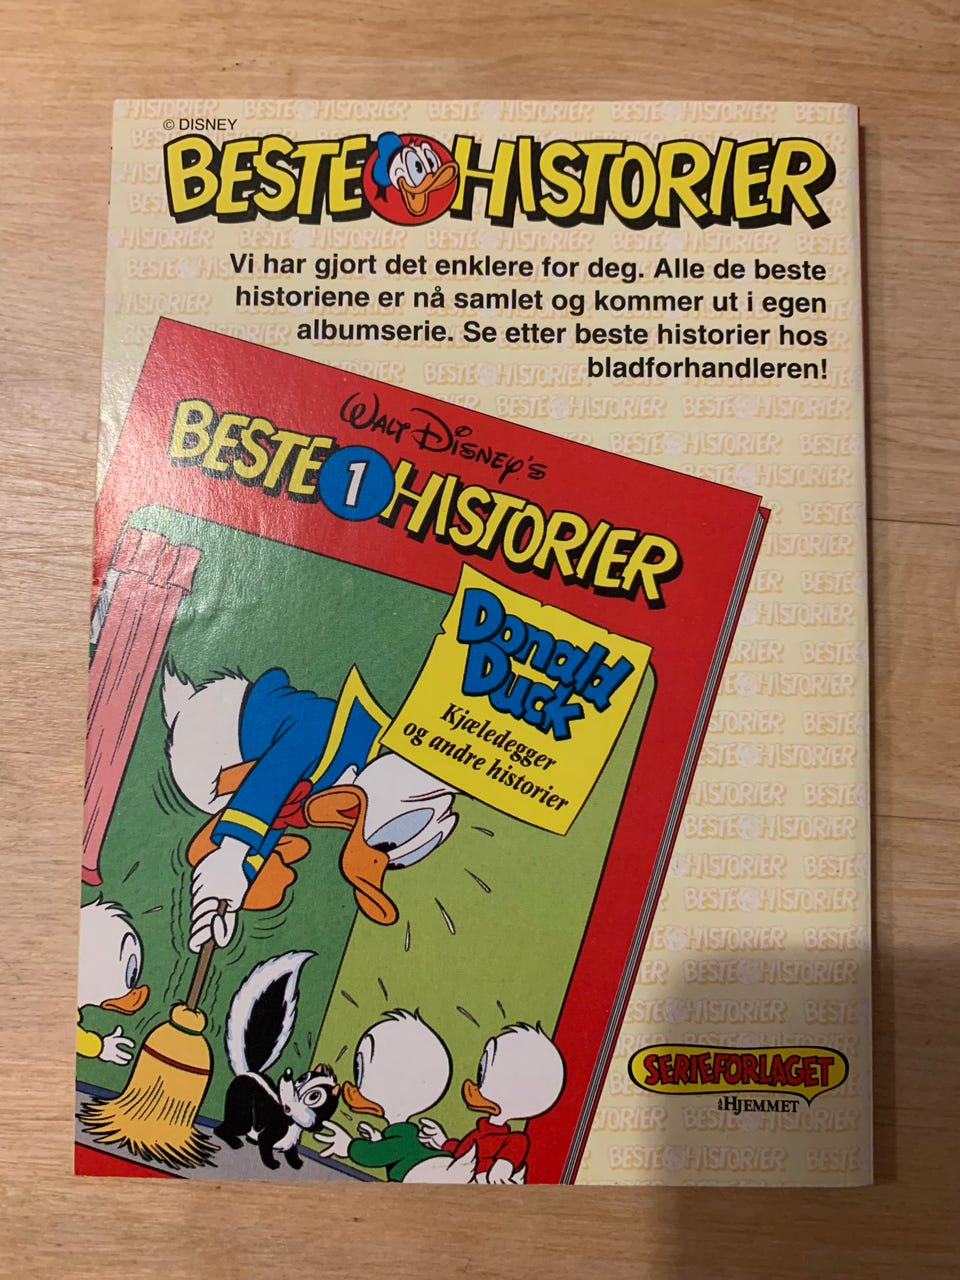 © DISNEY
BESTE HISTORIER
Vi har gjort det enklere for deg. Alle de beste
historiene er nå samlet og kommer ut i egen
albumserie. Se etter beste historier hos
bladforhandleren!
WALT DISNEY'S
BESTE 1 HISTORIER
Donald
Duck
Kjæledegger
og andre historier
SERIEFORLAGET
A/S HJEMMET